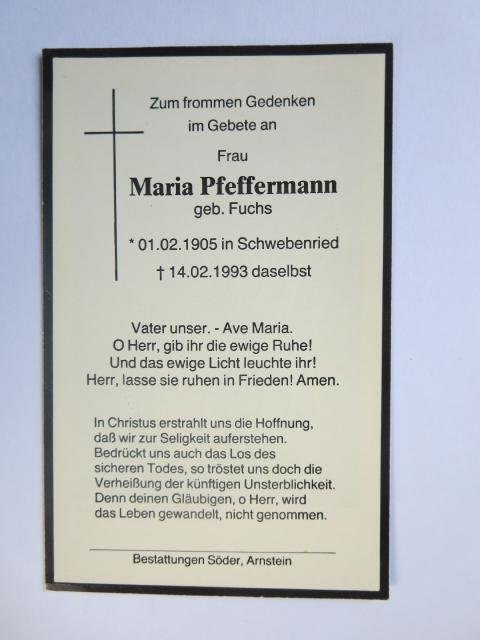 Zum frommen Gedenken
im Gebete an
Frau
Maria Pfeffermann
geb. Fuchs
* 01.02.1905 in Schwebenried
† 14.02.1993 daselbst
Vater unser. - Ave Maria.
O Herr, gib ihr die ewige Ruhe!
Und das ewige Licht leuchte ihr!
Herr, lasse sie ruhen in Frieden! Amen.
In Christus erstrahlt uns die Hoffnung,
daß wir zur Seligkeit auferstehen.
Bedrückt uns auch das Los des
sicheren Todes, so tröstet uns doch die
Verheißung der künftigen Unsterblichkeit.
Denn deinen Gläubigen, o Herr, wird
das Leben gewandelt, nicht genommen.
Bestattungen Söder, Arnstein